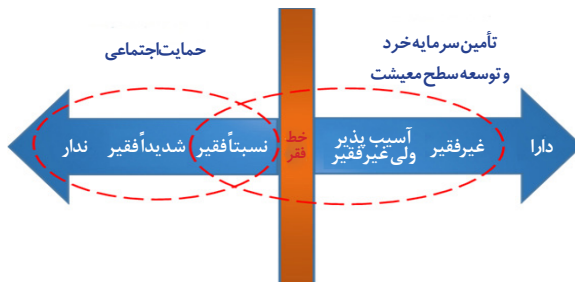 تأمین سرمایه خرد
و توسعه سطح معیشت
حمایت اجتماعی
دارا
غیرفقیر
آسیب پذیر
ولی غیرفقیر
خط
فقر
نسبتاً فقیر
شدیداً فقیر
ندار